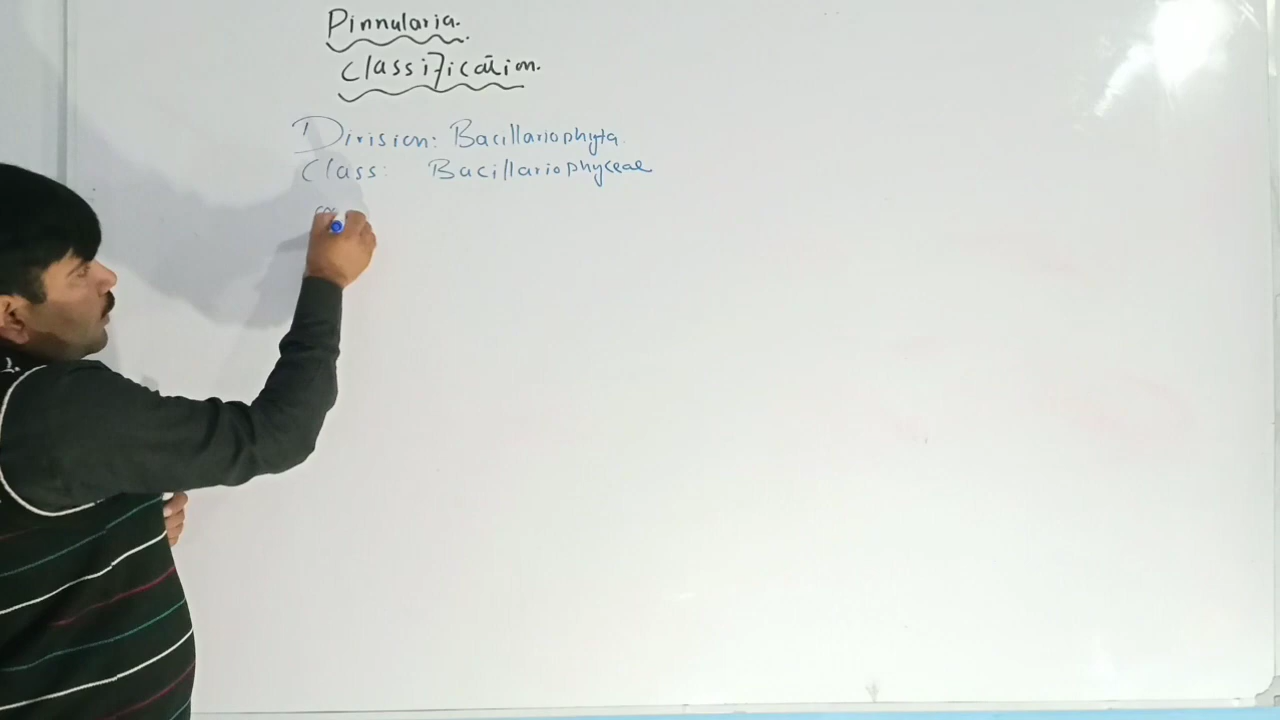 Pinnularia.
Classification.
Division: Bacillariophyta.
Class: Bacillariophyceae